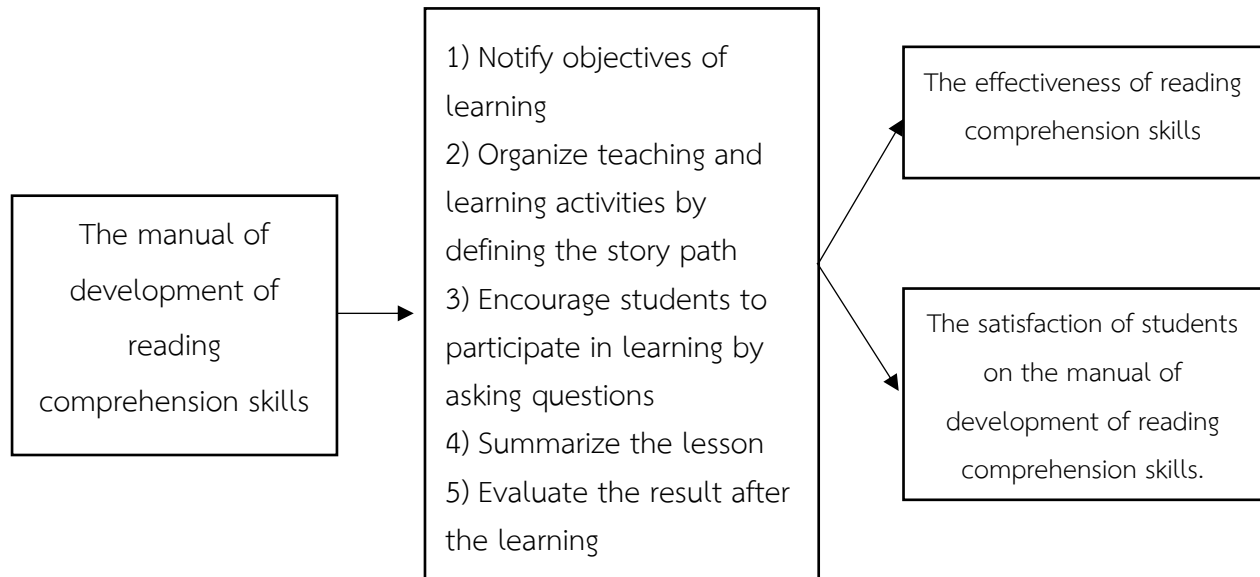 The manual of
development of
reading
comprehension skills
1) Notify objectives of
learning
2) Organize teaching and
learning activities by
defining the story path
3) Encourage students to
participate in learning by
asking questions
4) Summarize the lesson
5) Evaluate the result after
the learning
The effectiveness of reading
comprehension skills
The satisfaction of students
on the manual of
development of reading
comprehension skills.